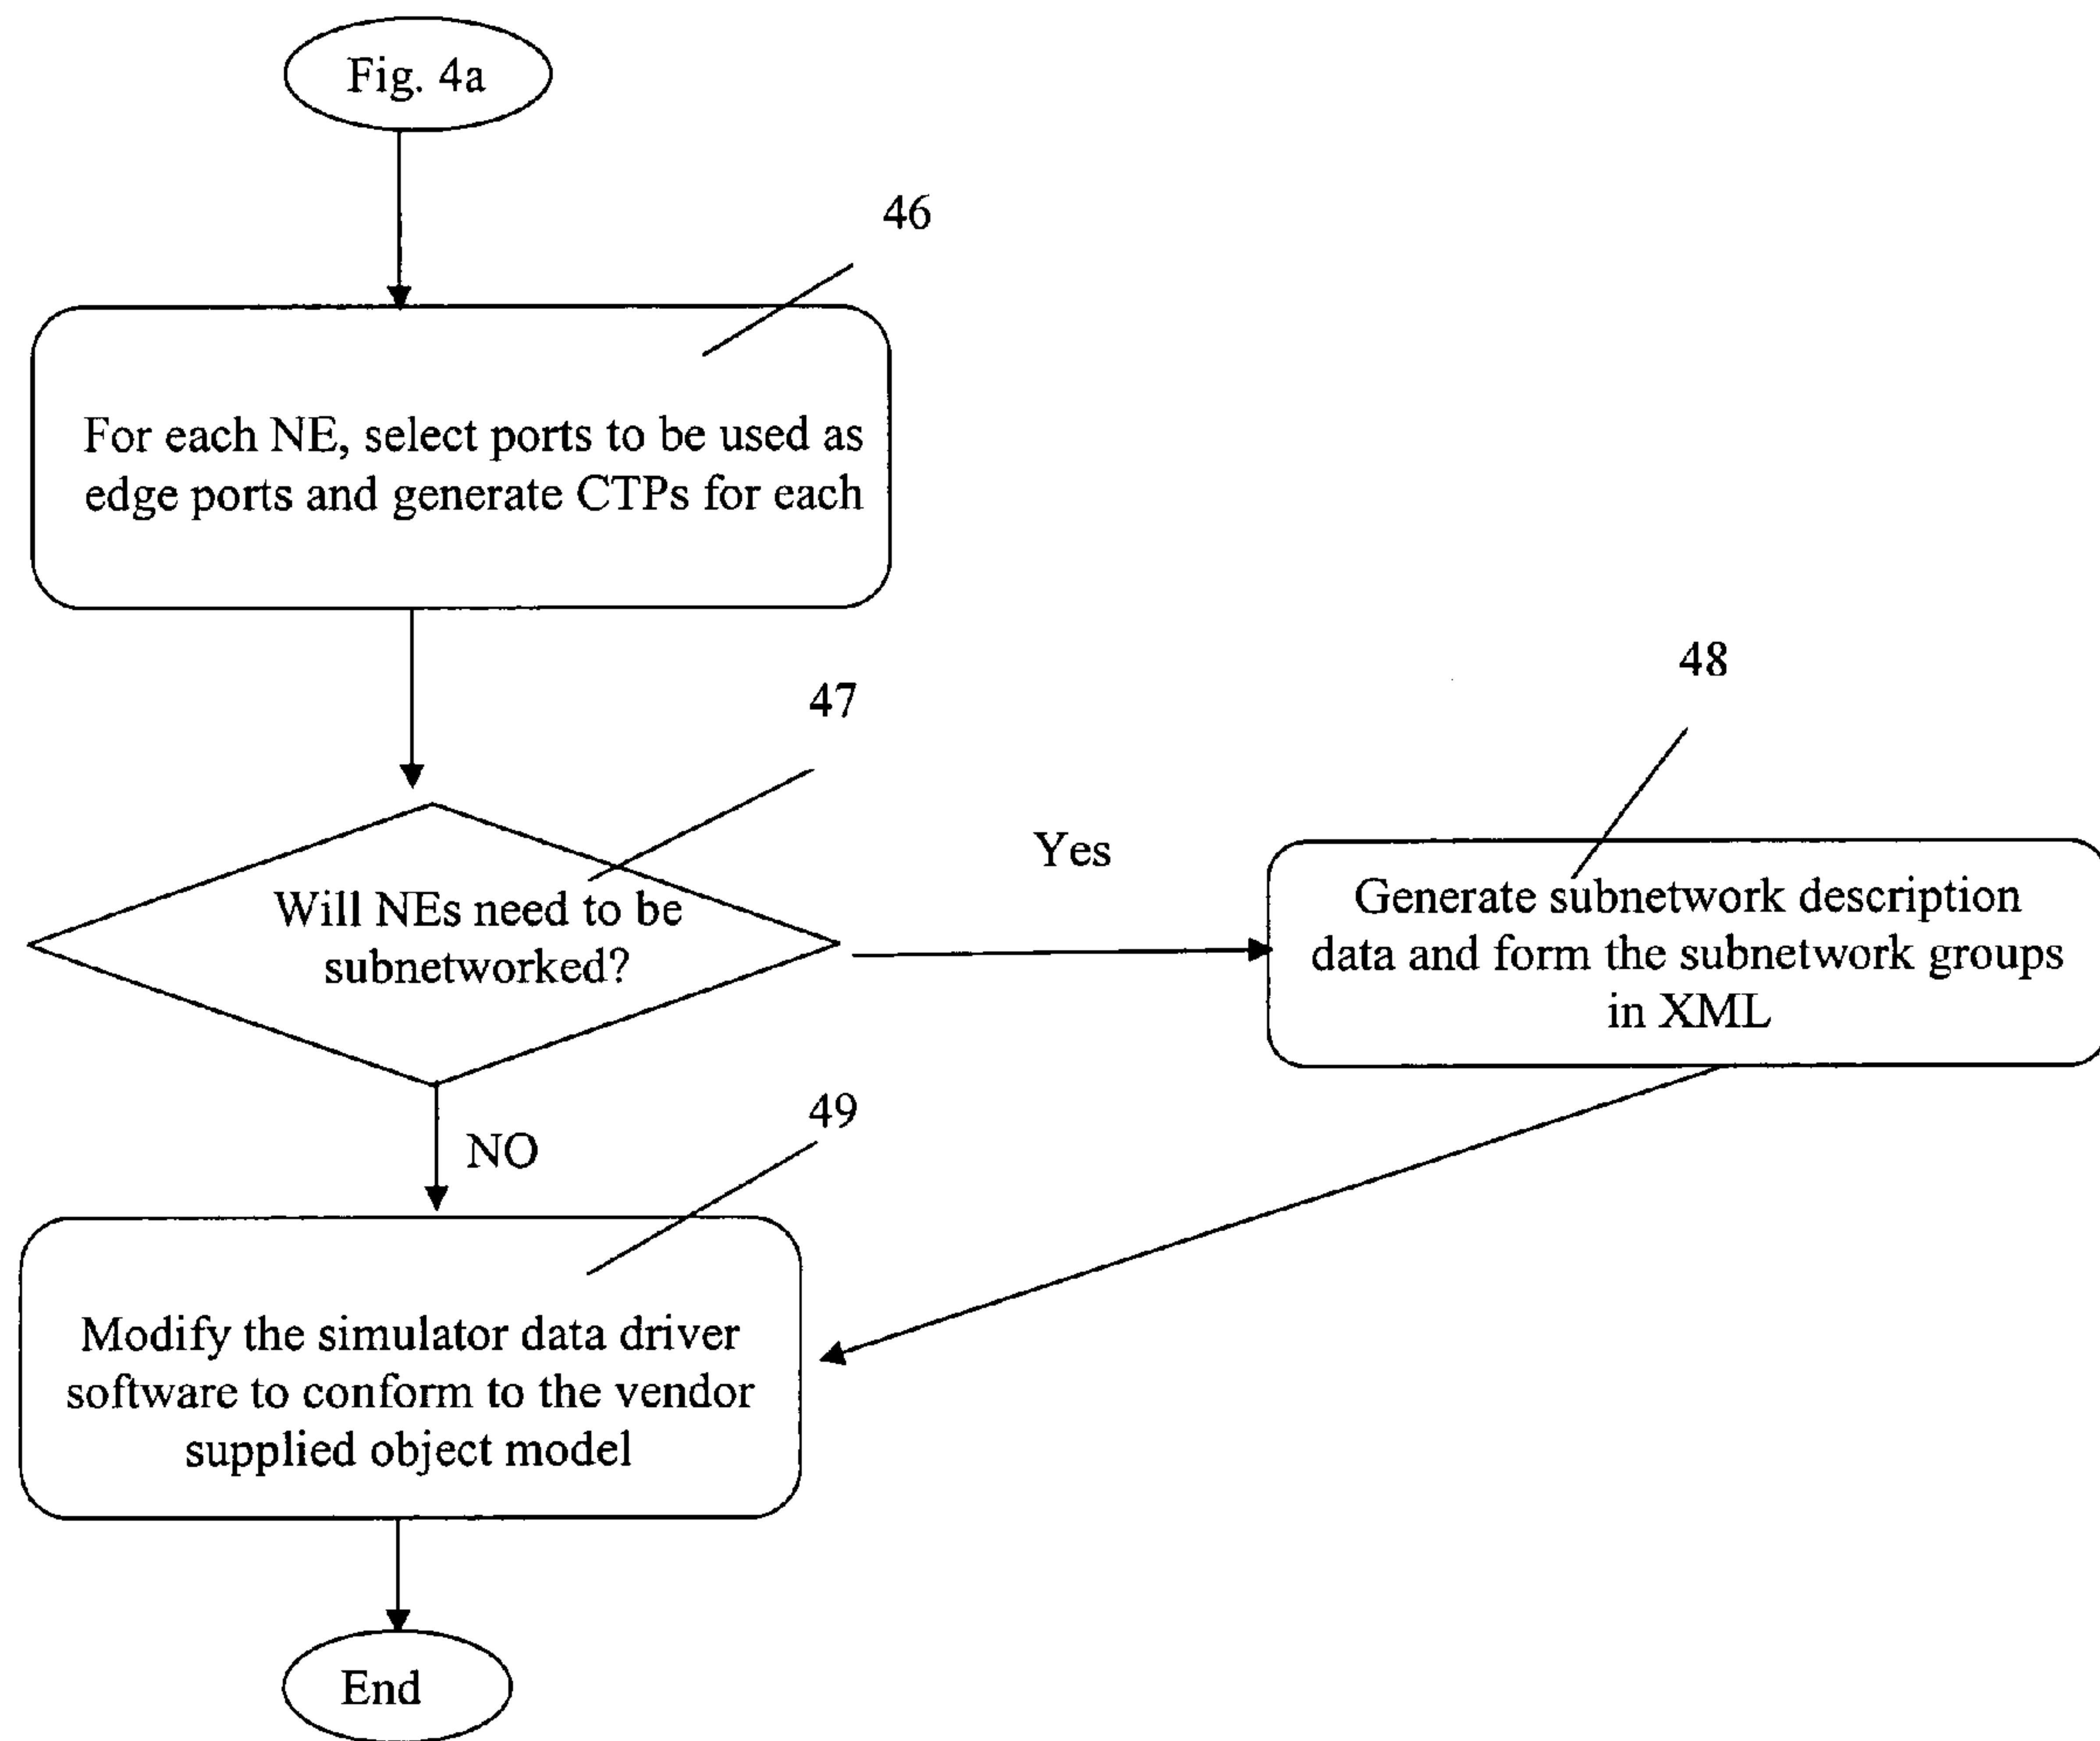 Fig. 4a
46
For each NE, select ports to be used as
edge ports and generate CTPs for each
47
Will NEs need to be
subnetworked?
Yes
48
Generate subnetwork description
data and form the subnetwork groups
in XML
NO
49
Modify the simulator data driver
software to conform to the vendor
supplied object model
End